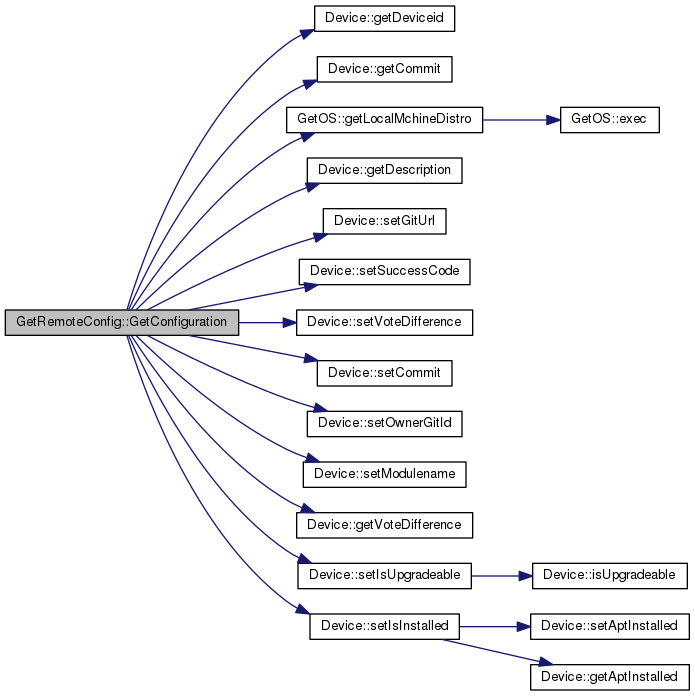 Device::getDeviceid
Device::getCommit
GetOS::getLocalMchineDistro
GetOS::exec
Device::getDescription
Device::setGitUrl
Device::setSuccessCode
GetRemoteConfig::GetConfiguration
Device::setVoteDifference
Device::setCommit
Device::setOwnerGitId
Device::setModulename
Device::getVoteDifference
Device::setIsUpgradeable
Device::isUpgradeable
Device::setIsInstalled
Device::setAptInstalled
Device::getAptInstalled